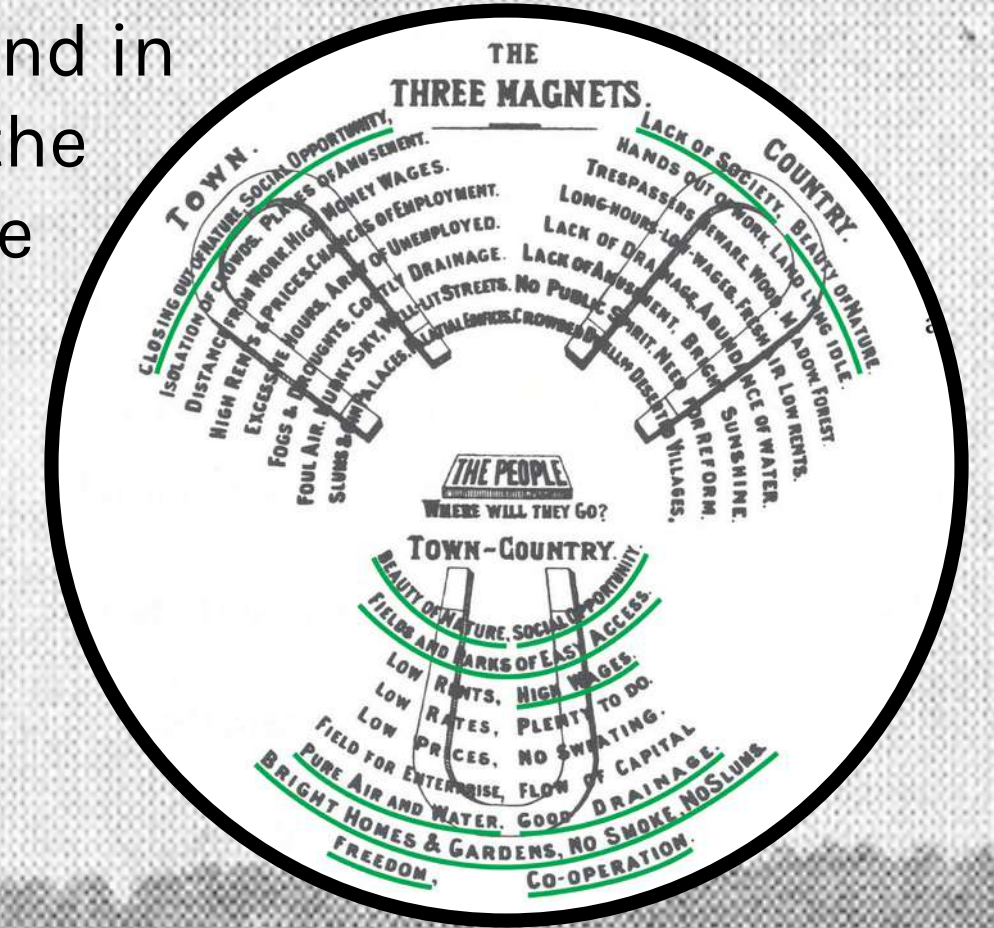 nd in
the
e
THE
THREE MAGNETS.
TOWN.
CLOSING OUT OF NATURE. SOCIAL OPPORTUNITY.
ISOLATION OF CROWDS. PLACES OF AMUSEMENT.
DISTANCE FROM WORK. HIGH MONEY WAGES.
HIGH RENTS & PRICES. CHANCES OF EMPLOYMENT.
EXCESSIVE HOURS. ARMY OF UNEMPLOYED.
FOGS & DROUGHTS. COSTLY DRAINAGE.
FOUL AIR. MURKY SKY. WELL-LIT STREETS.
SLUMS & GIN PALACES. PALATIAL EDIFICES.
COUNTRY.
LACK OF SOCIETY. BEAUTY OF NATURE.
HANDS OUT OF WORK. LAND LYING IDLE.
TRESPASSERS BEWARE. WOOD, MEADOW, FOREST.
LONG-HOURS-LOW-WAGES. FRESH AIR LOW RENTS.
LACK OF DRAINAGE. ABUNDANCE OF WATER.
LACK OF AMUSEMENT. BRIGHT SUNSHINE.
NO PUBLIC SPIRIT. NEED FOR REFORM.
CROWDED DWELLINGS. DESERTED VILLAGES,
THE PEOPLE
WHERE WILL THEY GO?
TOWN-COUNTRY.
BEAUTY OF NATURE, SOCIAL OPPORTUNITY.
FIELDS AND PARKS OF EASY ACCESS.
LOW RENTS, HIGH WAGES.
LOW RATES, PLENTY TO DO.
LOW PRICES, NO SWEATING.
FIELD FOR ENTERPRISE, FLOW OF CAPITAL
PURE AIR AND WATER. GOOD DRAINAGE.
BRIGHT HOMES & GARDENS, NO SMOKE, NO SLUMS.
FREEDOM, CO-OPERATION.